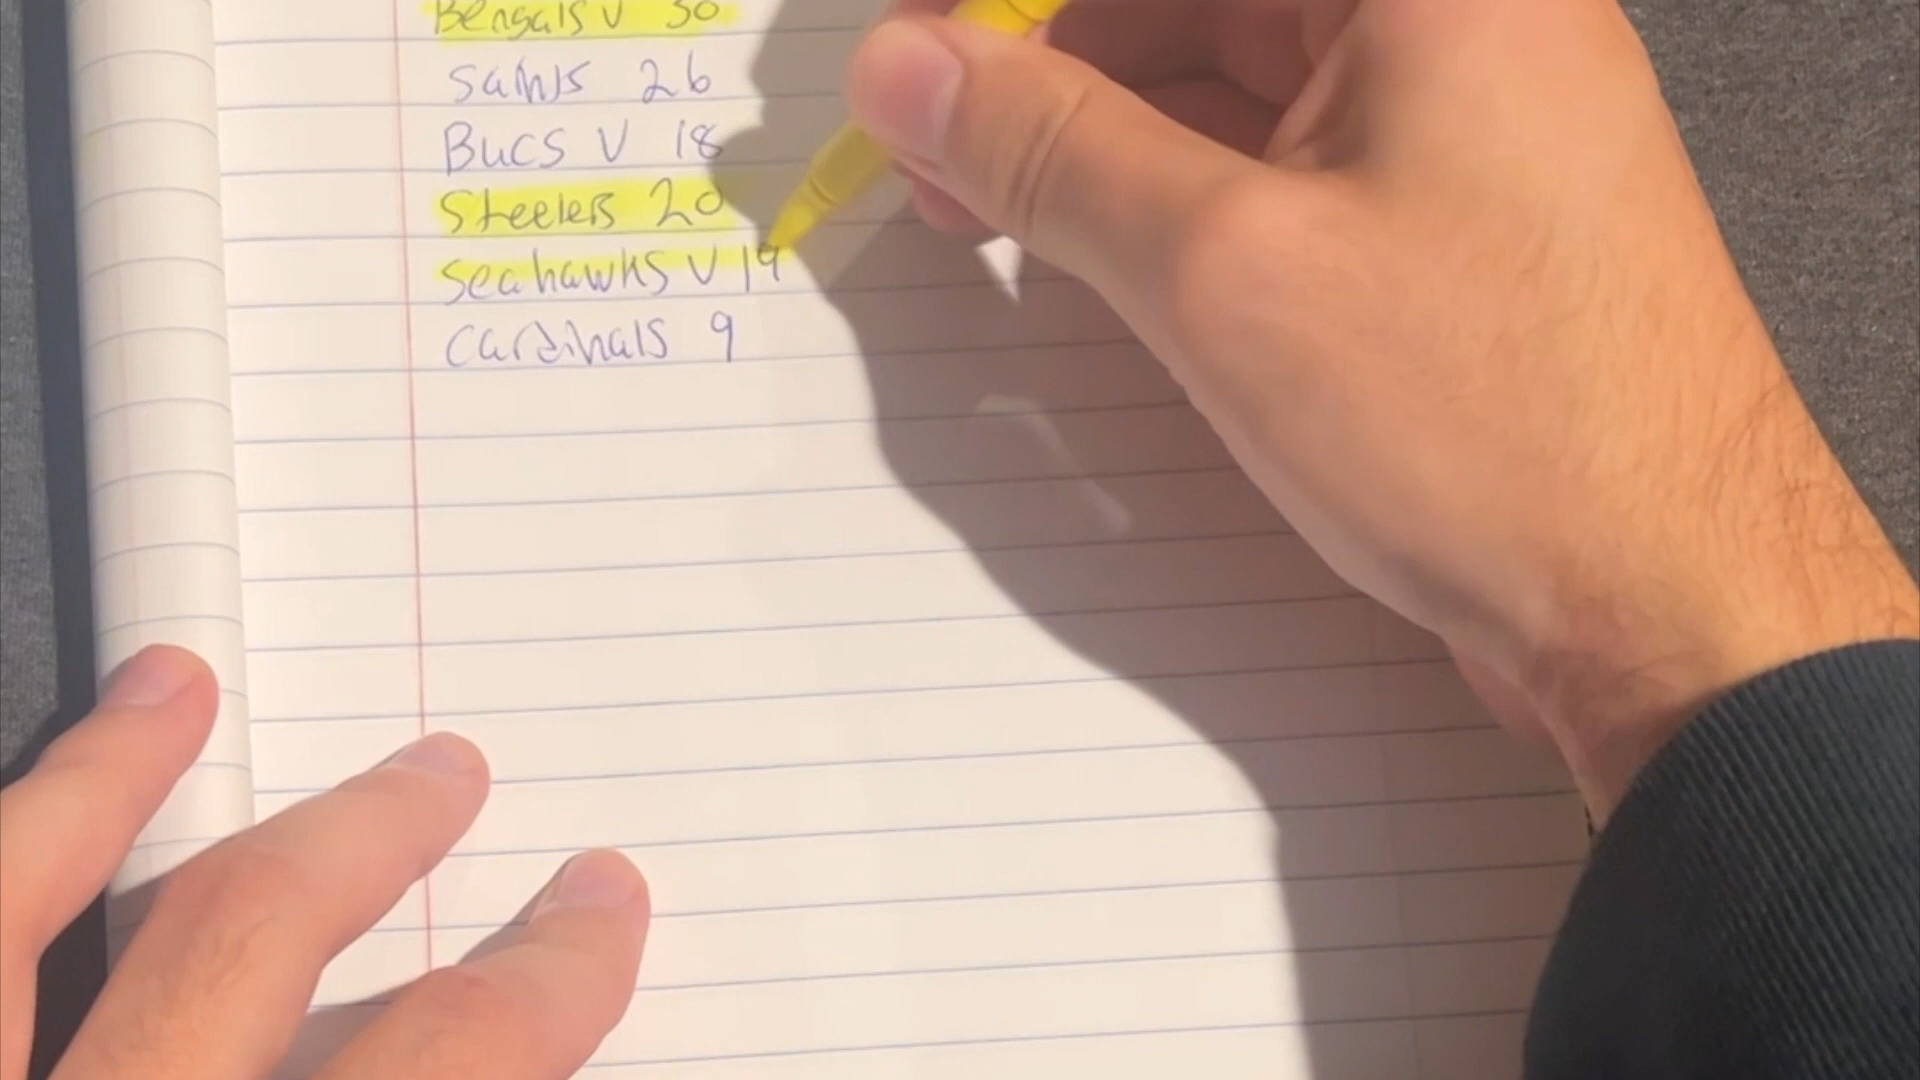 Bengals V 30
Saints 26
Bucs V 18
Steelers 20
Seahawks V 19
Cardinals 9